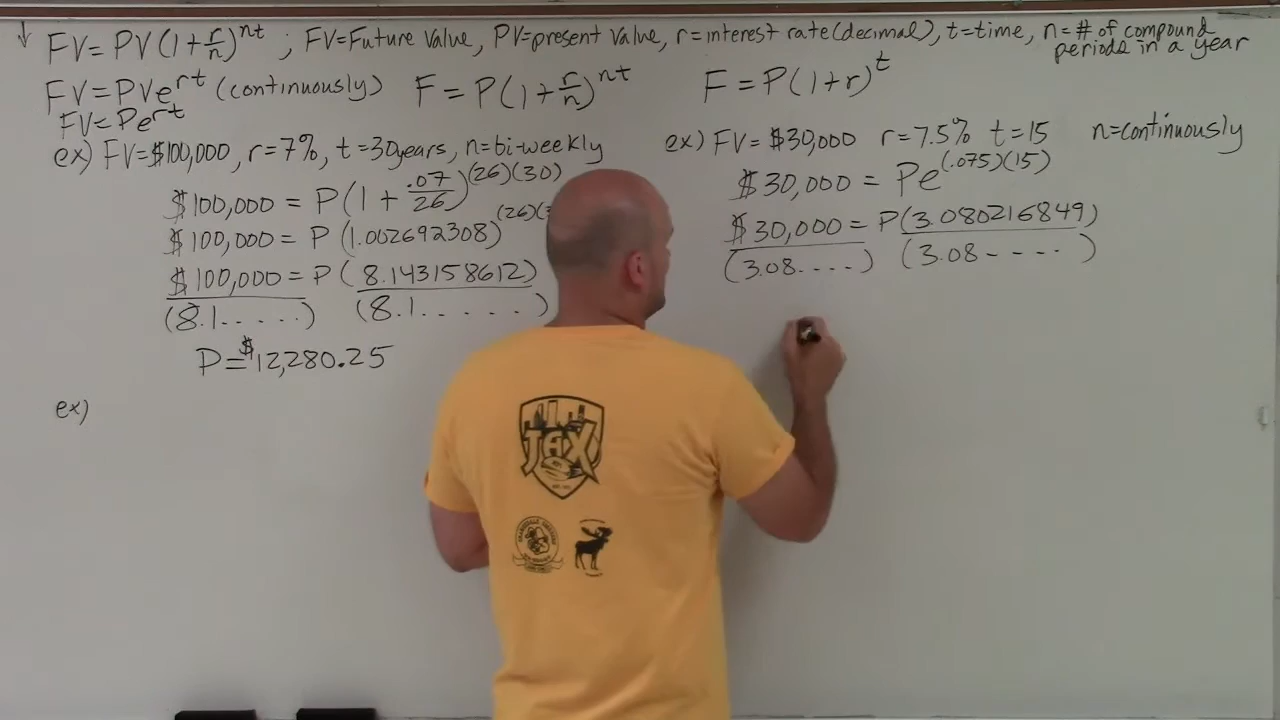 ↓ FV=PV(1+r/n)^nt ; FV=Future Value, PV=present value, r=interest rate(decimal), t=time, n=# of compound periods in a year
FV=PVe^rt (continuously) F=P(1+r/n)^nt F=P(1+r)^t
FV=Pe^rt
ex) FV=$100,000, r=7%, t=30years, n=bi-weekly
$100,000 = P(1+.07/26)^(26)(30)
$100,000 = P(1.002692308)^(26)(3
$100,000 = P(8.143158612)
(8.1.....) (8.1......)
P=$12,280.25
ex)
ex) FV=$30,000 r=7.5% t=15 n=continuously
$30,000 = Pe^(.075)(15)
$30,000 = P(3.080216849)
(3.08....) (3.08-....)
JAX